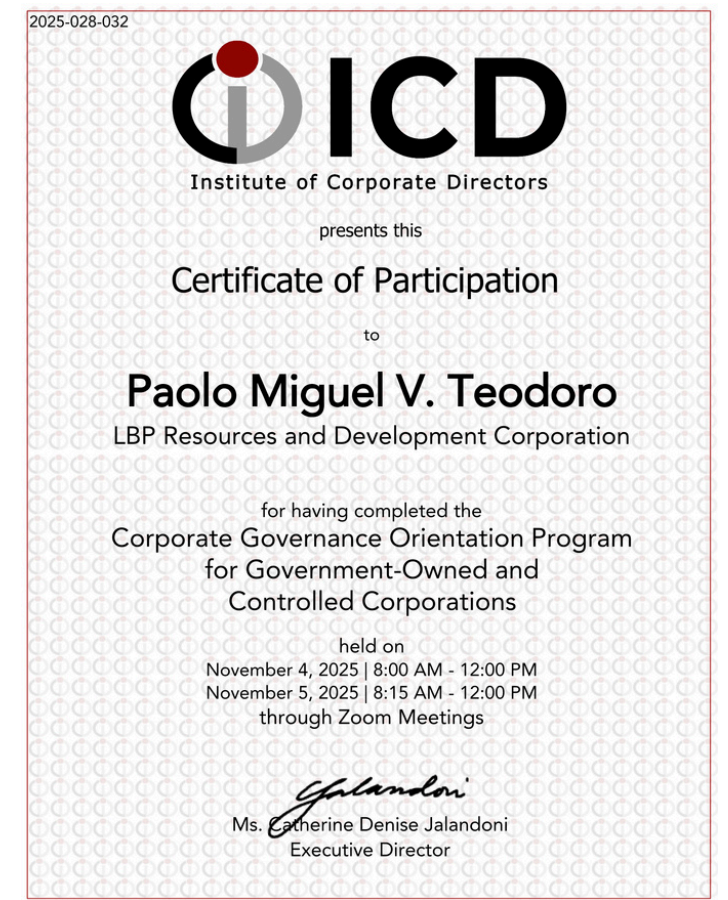 2025-028-032
ICD
Institute of Corporate Directors
presents this
Certificate of Participation
to
Paolo Miguel V. Teodoro
LBP Resources and Development Corporation
for having completed the
Corporate Governance Orientation Program
for Government-Owned and
Controlled Corporations
held on
November 4, 2025 | 8:00 AM - 12:00 PM
November 5, 2025 | 8:15 AM - 12:00 PM
through Zoom Meetings
Jalandoni
Ms. Catherine Denise Jalandoni
Executive Director